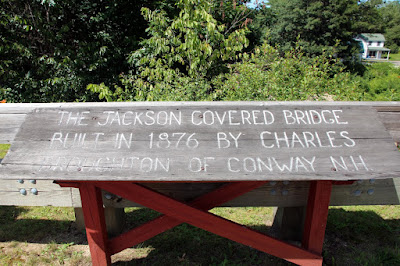 THE JACKSON COVERED BRIDGE
BUILT IN 1876 BY CHARLES
BROUGHTON OF CONWAY N.H.